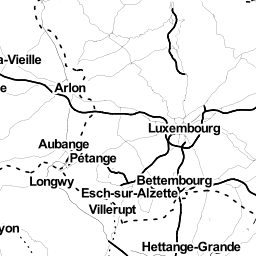 a-Vieille
Arlon
e
Luxembourg
Aubange
Pétange
Longwy
Bettembourg
Esch-sur-Alzette
Villerupt
yon
Hettange-Grande